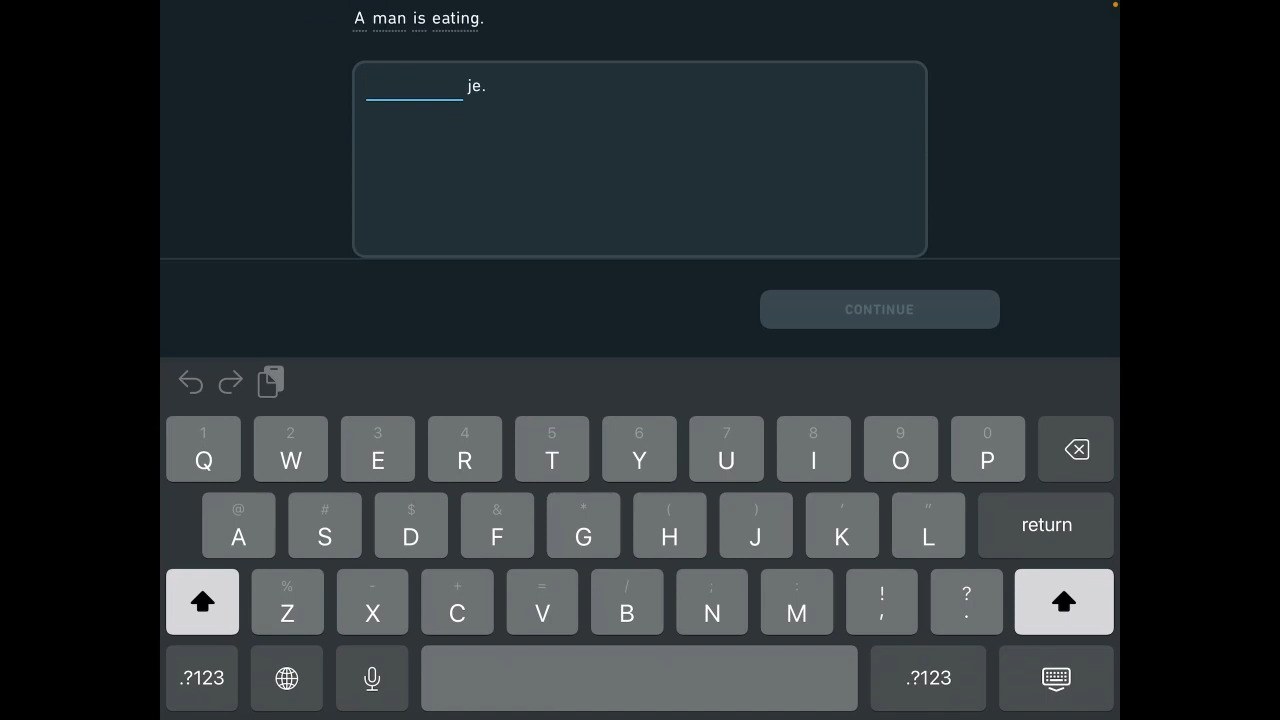 A man is eating.
je.
CONTINUE
1 2 3 4 5 6 7 8 9 0
Q W E R T Y U I O P
@ # $ & * ( ) ' "
A S D F G H J K L return
% - + = / ; : ! ?
Z X C V B N M , .
.?123 .?123